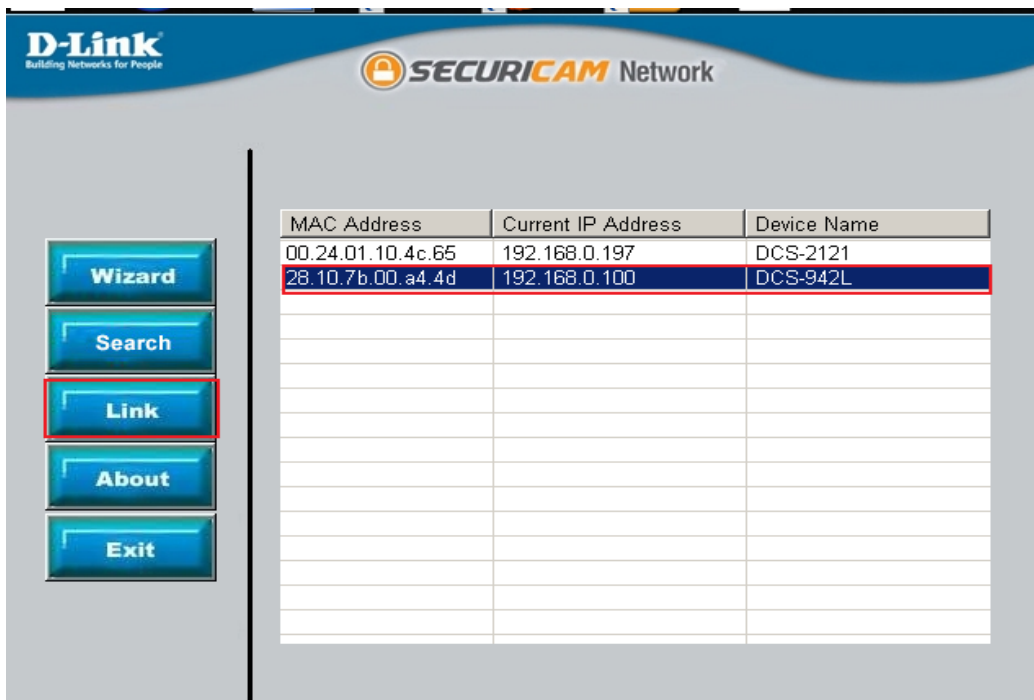 D-Link
Building Networks for People
SECURICAM Network
Wizard
Search
Link
About
Exit
MAC Address Current IP Address Device Name
00.24.01.10.4c.65 192.168.0.197 DCS-2121
28.10.7b.00.a4.4d 192.168.0.100 DCS-942L